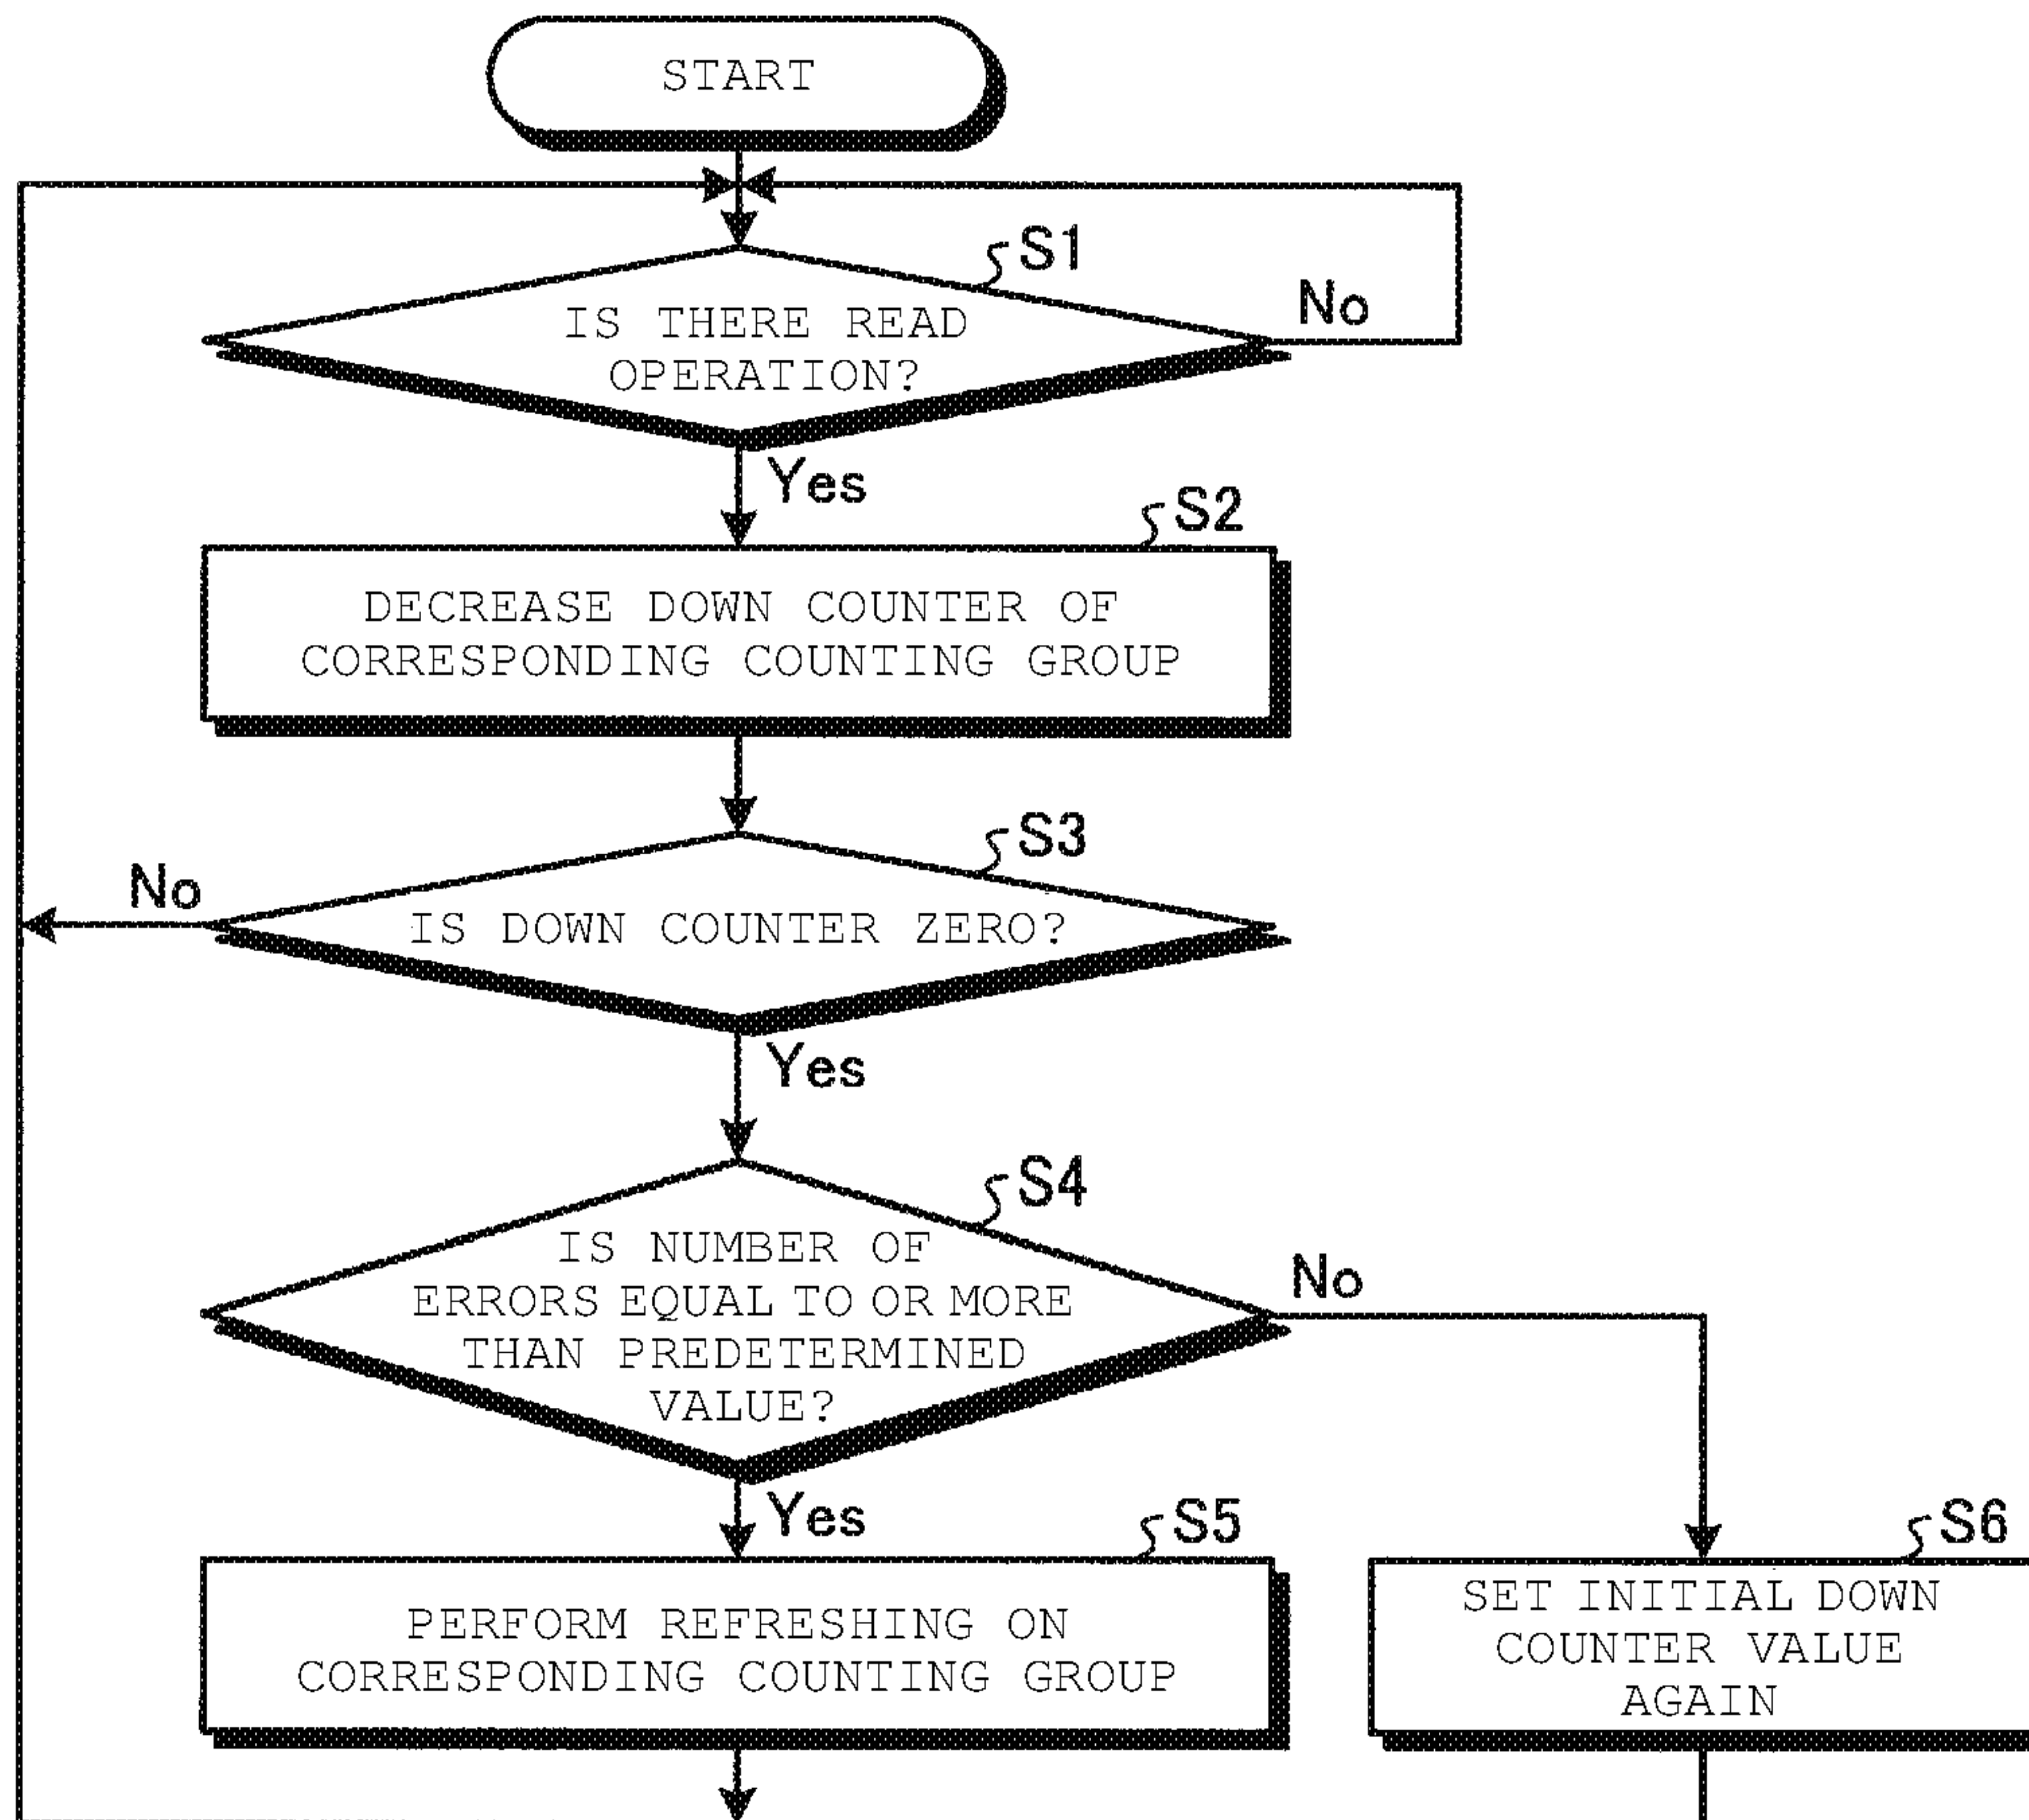 START
S1
IS THERE READ
OPERATION?
No
Yes
S2
DECREASE DOWN COUNTER OF
CORRESPONDING COUNTING GROUP
S3
No
IS DOWN COUNTER ZERO?
Yes
S4
IS NUMBER OF
ERRORS EQUAL TO OR MORE
THAN PREDETERMINED
VALUE?
No
Yes
S5
PERFORM REFRESHING ON
CORRESPONDING COUNTING GROUP
S6
SET INITIAL DOWN
COUNTER VALUE
AGAIN